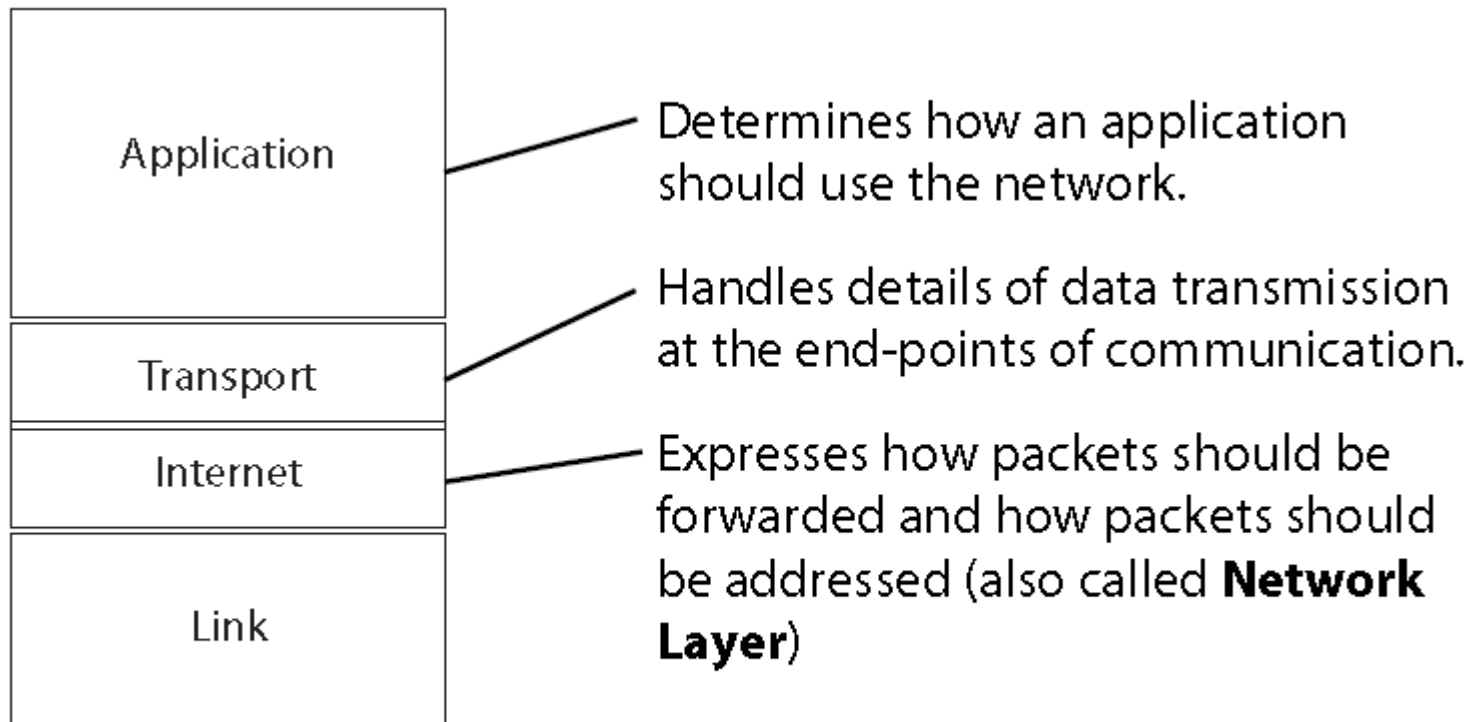 Application
Determines how an application
should use the network.
Transport
Handles details of data transmission
at the end-points of communication.
Internet
Expresses how packets should be
forwarded and how packets should
be addressed (also called Network
Layer)
Link